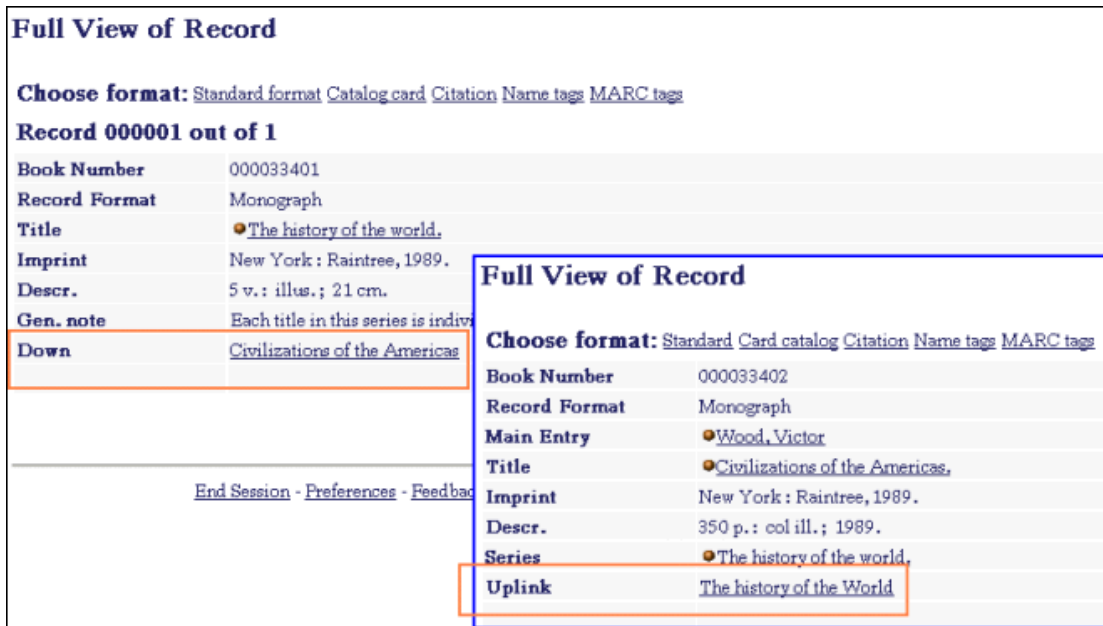 Full View of Record
Choose format: Standard format Catalog card Citation Name tags MARC tags
Record 000001 out of 1
Book Number 000033401
Record Format Monograph
Title The history of the world.
Imprint New York : Raintree, 1989.
Descr. 5 v.: illus.; 21 cm.
Gen. note Each title in this series is
Down Civilizations of the Americas
End Session - Preferences -
Full View of Record
Choose format: Standard Card catalog Citation Name tags MARC tags
Book Number 000033402
Record Format Monograph
Main Entry Wood, Victor
Title Civilizations of the Americas.
Imprint New York : Raintree, 1989.
Descr. 350 p.: col ill.; 1989.
Series The history of the world.
Uplink The history of the World